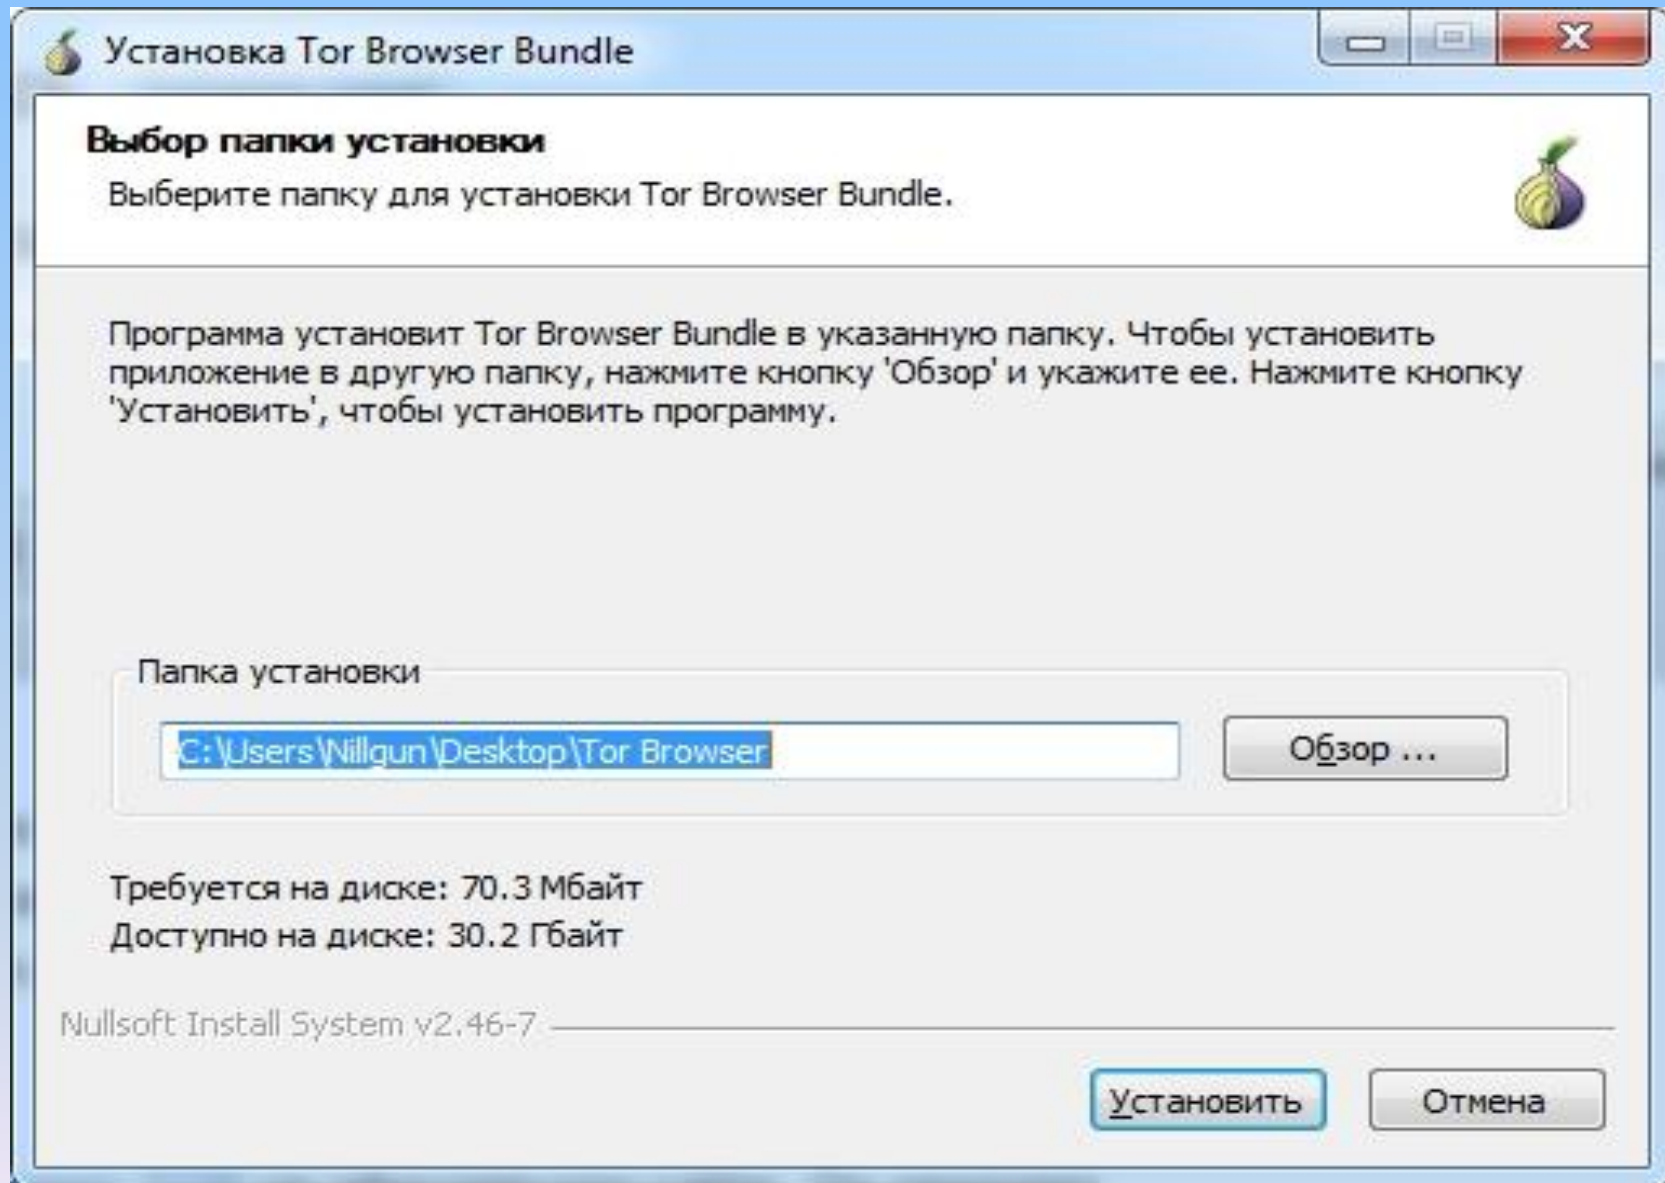 Установка Tor Browser Bundle
Выбор папки установки
Выберите папку для установки Tor Browser Bundle.
Программа установит Tor Browser Bundle в указанную папку. Чтобы установить
приложение в другую папку, нажмите кнопку 'Обзор' и укажите ее. Нажмите кнопку
'Установить', чтобы установить программу.
Папка установки
C:\Users\Nillgun\Desktop\Tor Browser
Обзор ...
Требуется на диске: 70.3 Мбайт
Доступно на диске: 30.2 Гбайт
Nullsoft Install System v2.46-7
Установить
Отмена